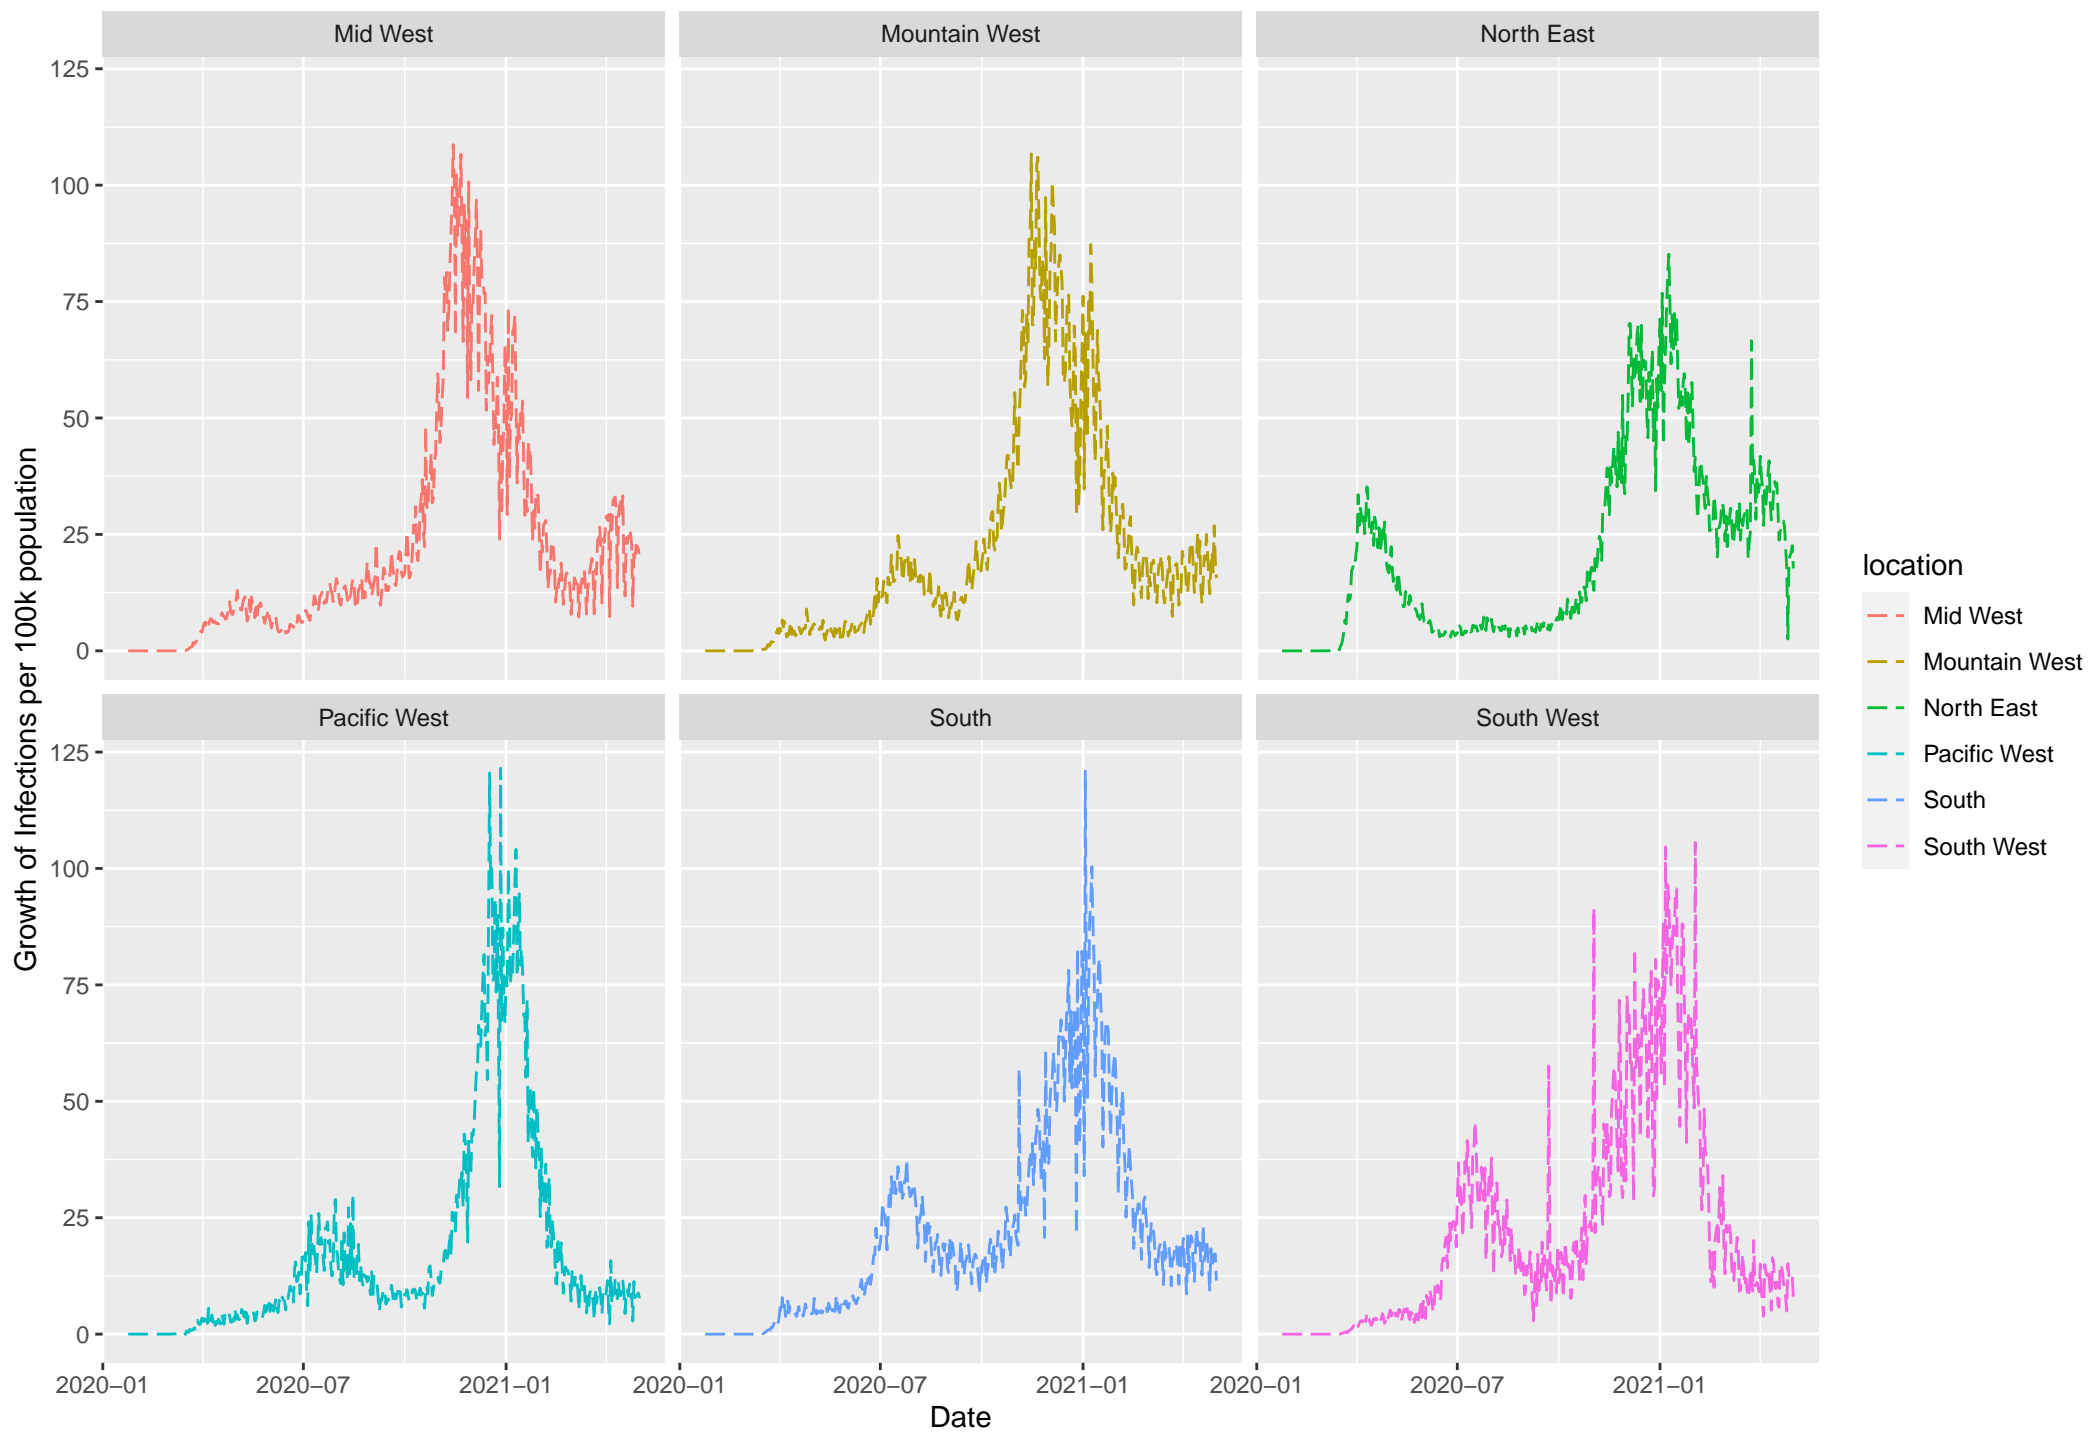 Mid West
Mountain West
North East
125
100
75
50
25
0
Pacific West
South
South West
125
100
75
50
25
0
2020−01
2020−07
2021−01
2020−01
2020−07
2021−01
2020−01
2020−07
2021−01
Date
Growth of Infections per 100k population
location
Mid West
Mountain West
North East
Pacific West
South
South West